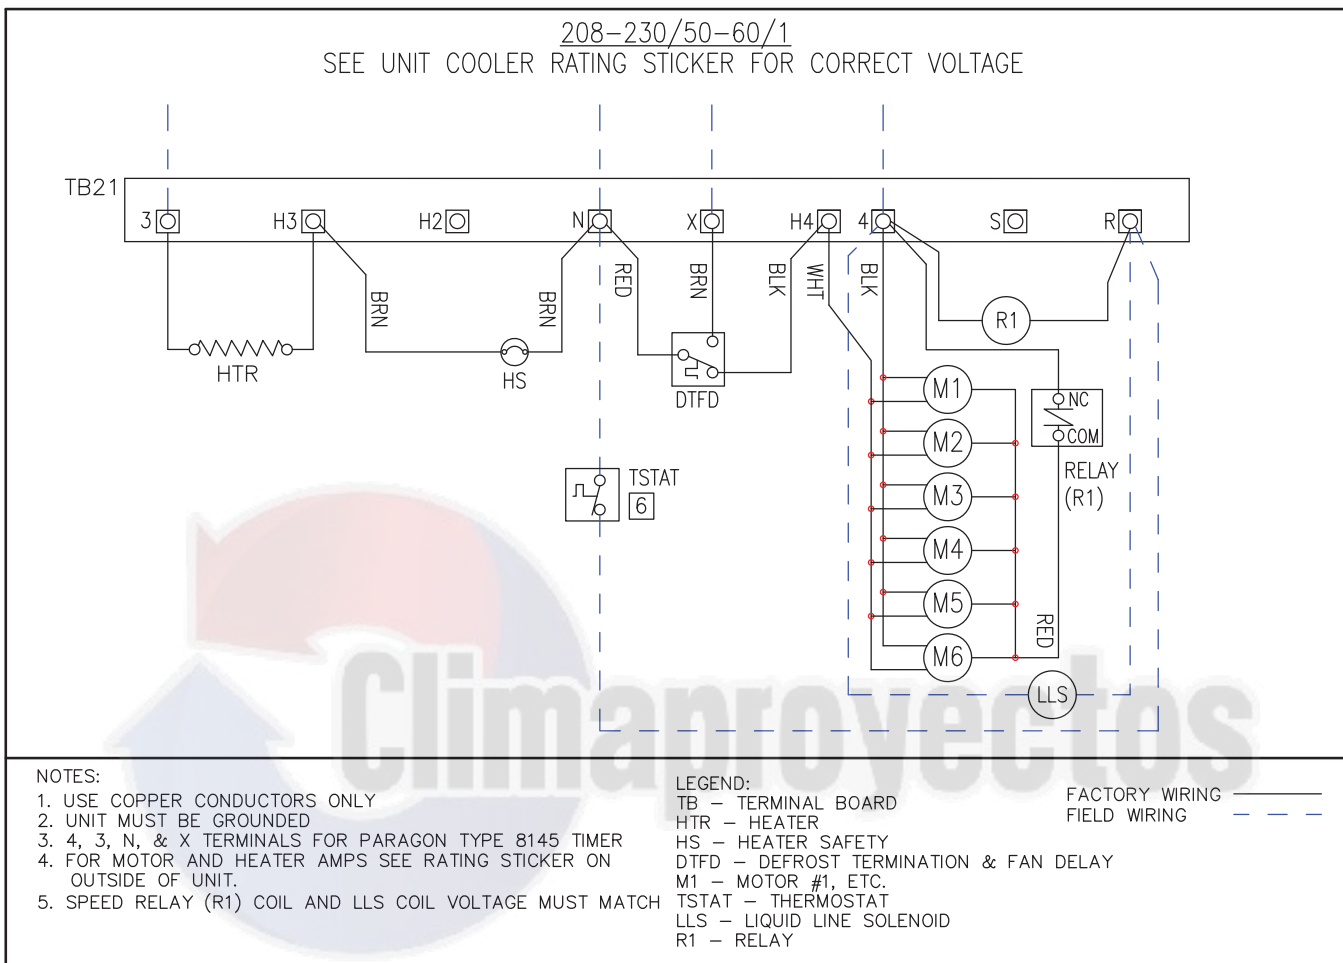 208-230/50-60/1
SEE UNIT COOLER RATING STICKER FOR CORRECT VOLTAGE
TB21
3 H3 H2 N X H4 4 S R
BRN BRN RED BRN BLK WHT BLK
R1
HTR
HS
DTFD
M1
NC
COM
M2
RELAY
(R1)
TSTAT
6
M3
M4
M5
RED
M6
LLS
Climaproyectos
NOTES:
1. USE COPPER CONDUCTORS ONLY
2. UNIT MUST BE GROUNDED
3. 4, 3, N, & X TERMINALS FOR PARAGON TYPE 8145 TIMER
4. FOR MOTOR AND HEATER AMPS SEE RATING STICKER ON
OUTSIDE OF UNIT.
5. SPEED RELAY (R1) COIL AND LLS COIL VOLTAGE MUST MATCH
LEGEND:
TB - TERMINAL BOARD
HTR - HEATER
HS - HEATER SAFETY
DTFD - DEFROST TERMINATION & FAN DELAY
M1 - MOTOR #1, ETC.
TSTAT - THERMOSTAT
LLS - LIQUID LINE SOLENOID
R1 - RELAY
FACTORY WIRING
FIELD WIRING